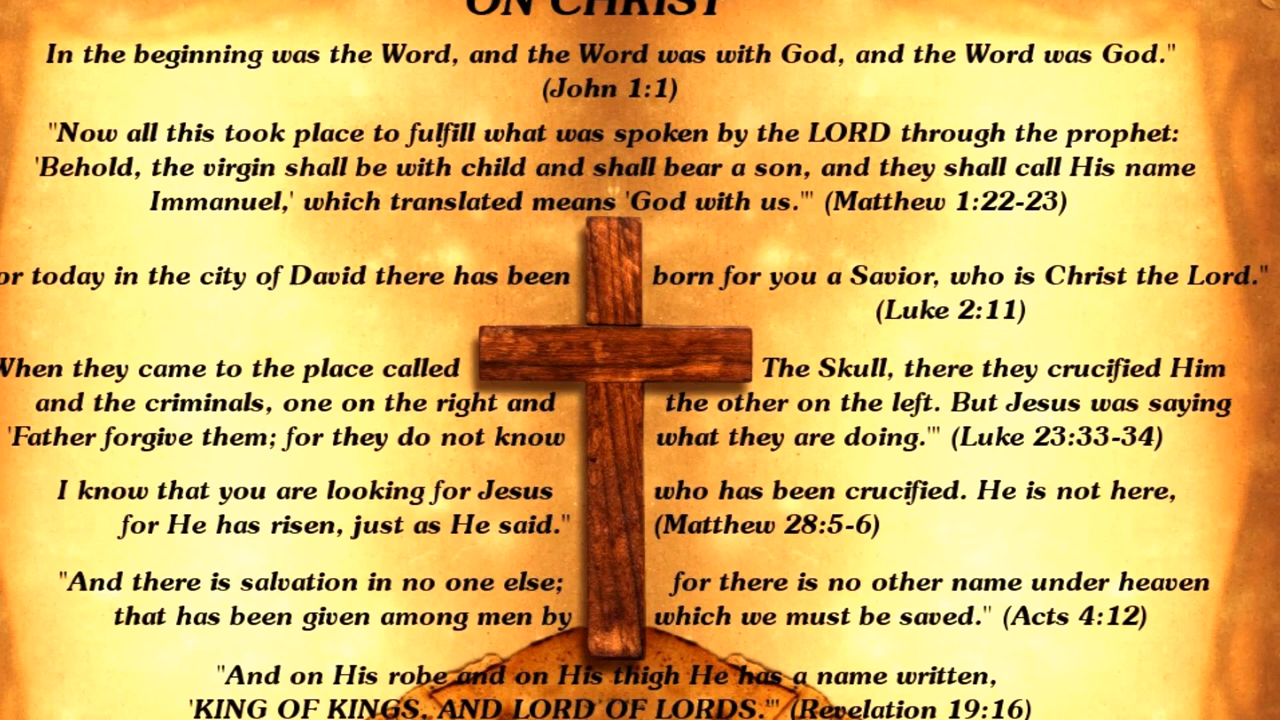 ON CHRIST
In the beginning was the Word, and the Word was with God, and the Word was God."
(John 1:1)
"Now all this took place to fulfill what was spoken by the LORD through the prophet:
'Behold, the virgin shall be with child and shall bear a son, and they shall call His name
Immanuel,' which translated means 'God with us.'" (Matthew 1:22-23)
or today in the city of David there has been born for you a Savior, who is Christ the Lord."
(Luke 2:11)
When they came to the place called The Skull, there they crucified Him
and the criminals, one on the right and the other on the left. But Jesus was saying
'Father forgive them; for they do not know what they are doing.'" (Luke 23:33-34)
I know that you are looking for Jesus who has been crucified. He is not here,
for He has risen, just as He said." (Matthew 28:5-6)
"And there is salvation in no one else; for there is no other name under heaven
that has been given among men by which we must be saved." (Acts 4:12)
"And on His robe and on His thigh He has a name written,
'KING OF KINGS, AND LORD OF LORDS.'" (Revelation 19:16)